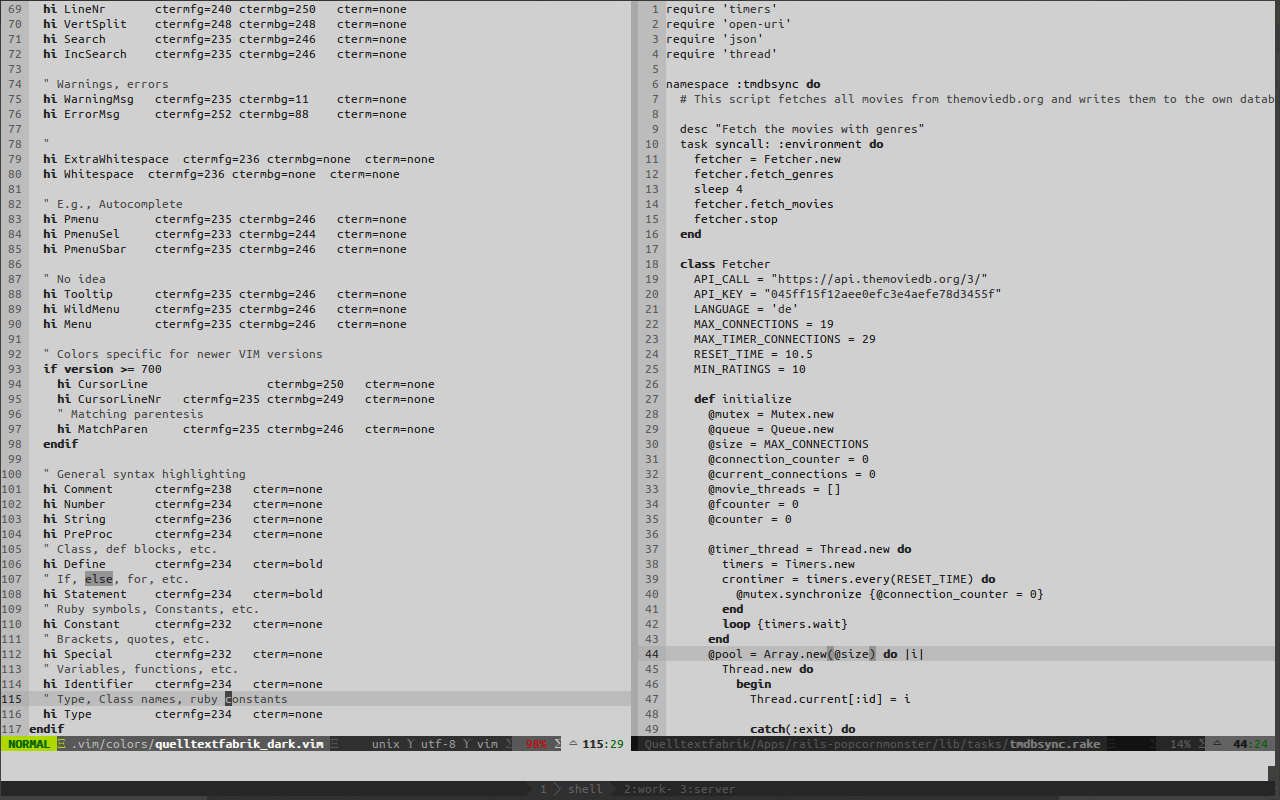 69 hi LineNr ctermfg=240 ctermbg=250 cterm=none
70 hi VertSplit ctermfg=248 ctermbg=248 cterm=none
71 hi Search ctermfg=235 ctermbg=246 cterm=none
72 hi IncSearch ctermfg=235 ctermbg=246 cterm=none
73
74 " Warnings, errors
75 hi WarningMsg ctermfg=235 ctermbg=11 cterm=none
76 hi ErrorMsg ctermfg=252 ctermbg=88 cterm=none
77
78 "
79 hi ExtraWhitespace ctermfg=236 ctermbg=none cterm=none
80 hi Whitespace ctermfg=236 ctermbg=none cterm=none
81
82 " E.g., Autocomplete
83 hi Pmenu ctermfg=235 ctermbg=246 cterm=none
84 hi PmenuSel ctermfg=233 ctermbg=244 cterm=none
85 hi PmenuSbar ctermfg=235 ctermbg=246 cterm=none
86
87 " No idea
88 hi Tooltip ctermfg=235 ctermbg=246 cterm=none
89 hi WildMenu ctermfg=235 ctermbg=246 cterm=none
90 hi Menu ctermfg=235 ctermbg=246 cterm=none
91
92 " Colors specific for newer VIM versions
93 if version >= 700
94 hi CursorLine ctermbg=250 cterm=none
95 hi CursorLineNr ctermfg=235 ctermbg=249 cterm=none
96 " Matching parentesis
97 hi MatchParen ctermfg=235 ctermbg=246 cterm=none
98 endif
99
100 " General syntax highlighting
101 hi Comment ctermfg=238 cterm=none
102 hi Number ctermfg=234 cterm=none
103 hi String ctermfg=236 cterm=none
104 hi PreProc ctermfg=234 cterm=none
105 " Class, def blocks, etc.
106 hi Define ctermfg=234 cterm=bold
107 " If, else, for, etc.
108 hi Statement ctermfg=234 cterm=bold
109 " Ruby symbols, Constants, etc.
110 hi Constant ctermfg=232 cterm=none
111 " Brackets, quotes, etc.
112 hi Special ctermfg=232 cterm=none
113 " Variables, functions, etc.
114 hi Identifier ctermfg=234 cterm=none
115 " Type, Class names, ruby constants
116 hi Type ctermfg=234 cterm=none
117 endif
NORMAL .vim/colors/quelltextfabrik_dark.vim unix utf-8 vim 98% 115:29
1 require 'timers'
2 require 'open-uri'
3 require 'json'
4 require 'thread'
5
6 namespace :tmdbsync do
7 # This script fetches all movies from themoviedb.org and writes them to the own datab
8
9 desc "Fetch the movies with genres"
10 task syncall: :environment do
11 fetcher = Fetcher.new
12 fetcher.fetch_genres
13 sleep 4
14 fetcher.fetch_movies
15 fetcher.stop
16 end
17
18 class Fetcher
19 API_CALL = "https://api.themoviedb.org/3/"
20 API_KEY = "045ff15f12aee0efc3e4aefe78d3455f"
21 LANGUAGE = 'de'
22 MAX_CONNECTIONS = 19
23 MAX_TIMER_CONNECTIONS = 29
24 RESET_TIME = 10.5
25 MIN_RATINGS = 10
26
27 def initialize
28 @mutex = Mutex.new
29 @queue = Queue.new
30 @size = MAX_CONNECTIONS
31 @connection_counter = 0
32 @current_connections = 0
33 @movie_threads = []
34 @fcounter = 0
35 @counter = 0
36
37 @timer_thread = Thread.new do
38 timers = Timers.new
39 crontimer = timers.every(RESET_TIME) do
40 @mutex.synchronize {@connection_counter = 0}
41 end
42 loop {timers.wait}
43 end
44 @pool = Array.new(@size) do |i|
45 Thread.new do
46 begin
47 Thread.current[:id] = i
48
49 catch(:exit) do
Quelltextfabrik/Apps/rails-popcornmonster/lib/tasks/tmdbsync.rake 14% 44:24
1 shell 2:work- 3:server